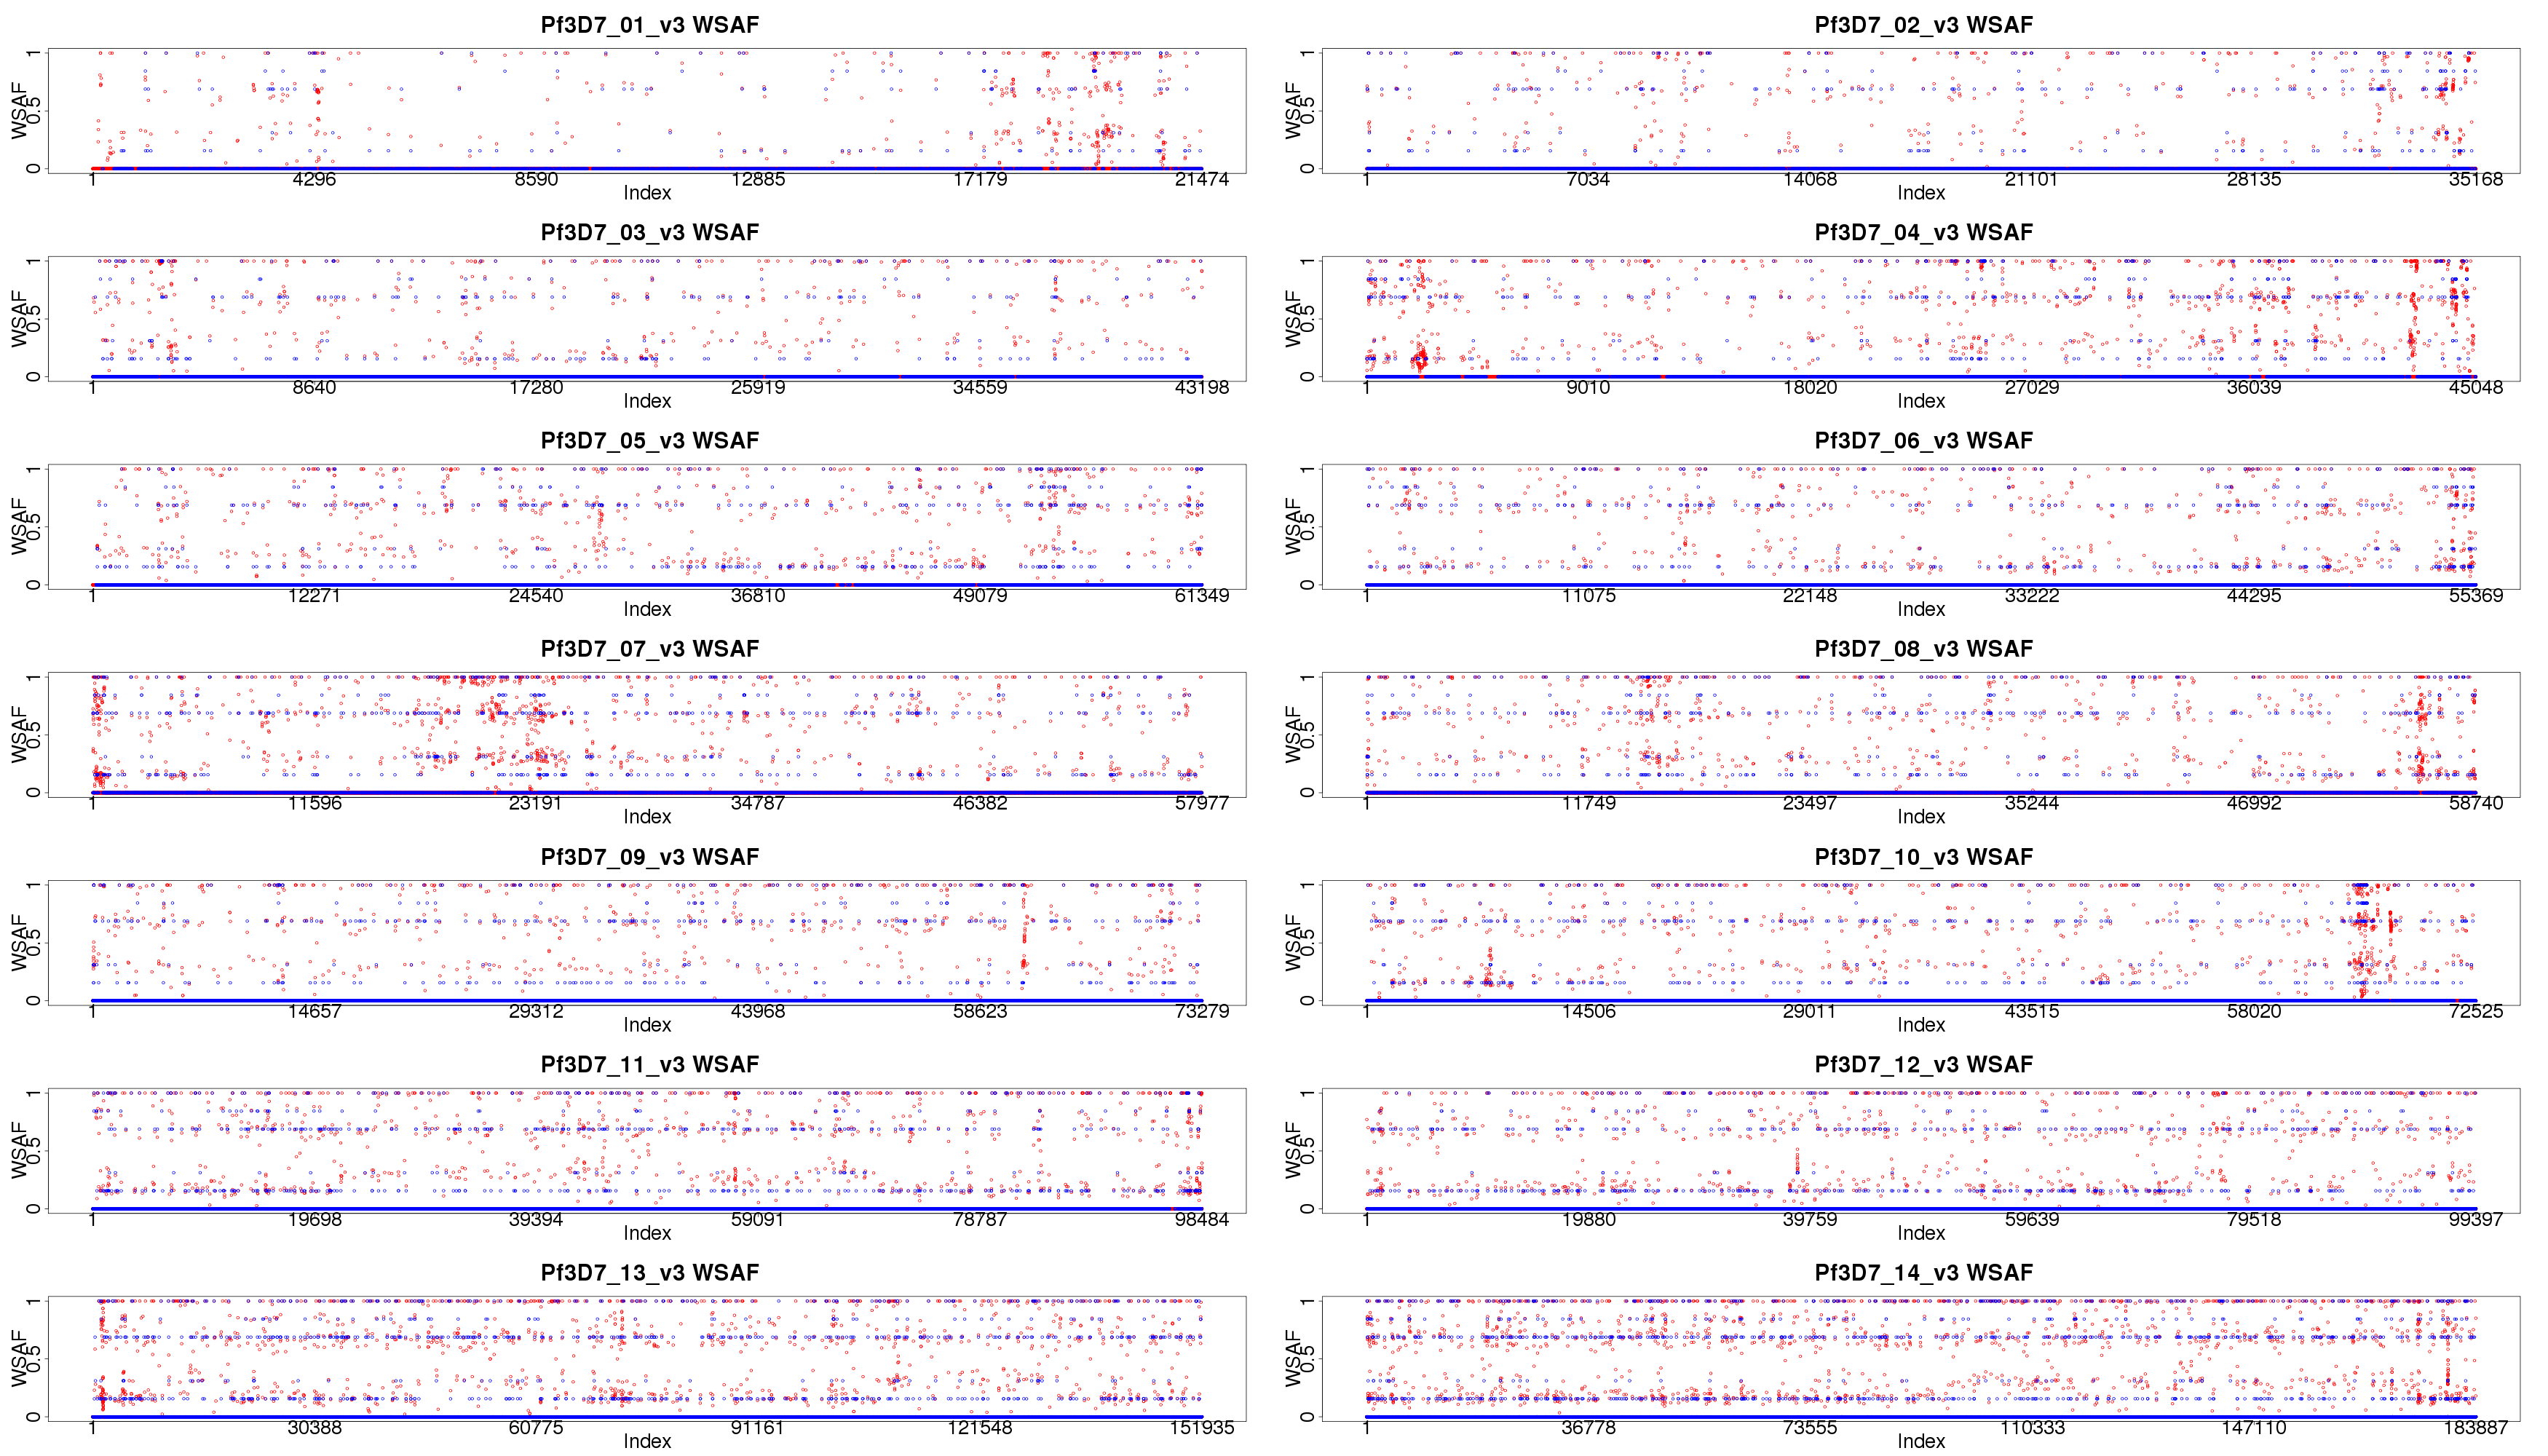 Pf3D7_01_v3 WSAF
WSAF
0 0.5 1
1 4296 8590 12885 17179 21474
Index
Pf3D7_02_v3 WSAF
WSAF
0 0.5 1
1 7034 14068 21101 28135 35168
Index
Pf3D7_03_v3 WSAF
WSAF
0 0.5 1
1 8640 17280 25919 34559 43198
Index
Pf3D7_04_v3 WSAF
WSAF
0 0.5 1
1 9010 18020 27029 36039 45048
Index
Pf3D7_05_v3 WSAF
WSAF
0 0.5 1
1 12271 24540 36810 49079 61349
Index
Pf3D7_06_v3 WSAF
WSAF
0 0.5 1
1 11075 22148 33222 44295 55369
Index
Pf3D7_07_v3 WSAF
WSAF
0 0.5 1
1 11596 23191 34787 46382 57977
Index
Pf3D7_08_v3 WSAF
WSAF
0 0.5 1
1 11749 23497 35244 46992 58740
Index
Pf3D7_09_v3 WSAF
WSAF
0 0.5 1
1 14657 29312 43968 58623 73279
Index
Pf3D7_10_v3 WSAF
WSAF
0 0.5 1
1 14506 29011 43515 58020 72525
Index
Pf3D7_11_v3 WSAF
WSAF
0 0.5 1
1 19698 39394 59091 78787 98484
Index
Pf3D7_12_v3 WSAF
WSAF
0 0.5 1
1 19880 39759 59639 79518 99397
Index
Pf3D7_13_v3 WSAF
WSAF
0 0.5 1
1 30388 60775 91161 121548 151935
Index
Pf3D7_14_v3 WSAF
WSAF
0 0.5 1
1 36778 73555 110333 147110 183887
Index